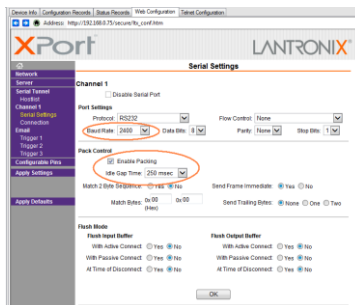 Device Info Configuration Records Status Records Web Configuration Telnet Configuration
Address: http://192.168.0.75/secure/ltx_conf.htm
XPort LANTRONIX
Serial Settings
Network
Server
Serial Tunnel
Hostlist
Channel 1
Serial Settings
Connection
Email
Trigger 1
Trigger 2
Trigger 3
Configurable Pins
Apply Settings
Apply Defaults
Channel 1
Disable Serial Port
Port Settings
Protocol: RS232 Flow Control: None
Baud Rate: 2400 Data Bits: 8 Parity: None Stop Bits: 1
Pack Control
Enable Packing
Idle Gap Time: 250 msec
Match 2 Byte Sequence: Yes No Send Frame Immediate: Yes No
Match Bytes: 0x 00 0x 00 Send Trailing Bytes: None One Two
(Hex)
Flush Mode
Flush Input Buffer Flush Output Buffer
With Active Connect: Yes No With Active Connect: Yes No
With Passive Connect: Yes No With Passive Connect: Yes No
At Time of Disconnect: Yes No At Time of Disconnect: Yes No
OK